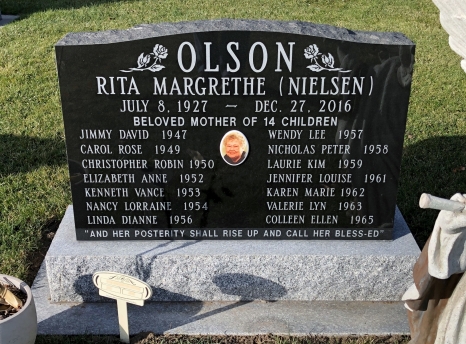 OLSON
RITA MARGRETHE (NIELSEN)
JULY 8, 1927 ~ DEC. 27, 2016
BELOVED MOTHER OF 14 CHILDREN
JIMMY DAVID 1947
CAROL ROSE 1949
CHRISTOPHER ROBIN 1950
ELIZABETH ANNE 1952
KENNETH VANCE 1953
NANCY LORRAINE 1954
LINDA DIANNE 1956
WENDY LEE 1957
NICHOLAS PETER 1958
LAURIE KIM 1959
JENNIFER LOUISE 1961
KAREN MARIE 1962
VALERIE LYN 1963
COLLEEN ELLEN 1965
"AND HER POSTERITY SHALL RISE UP AND CALL HER BLESS-ED"